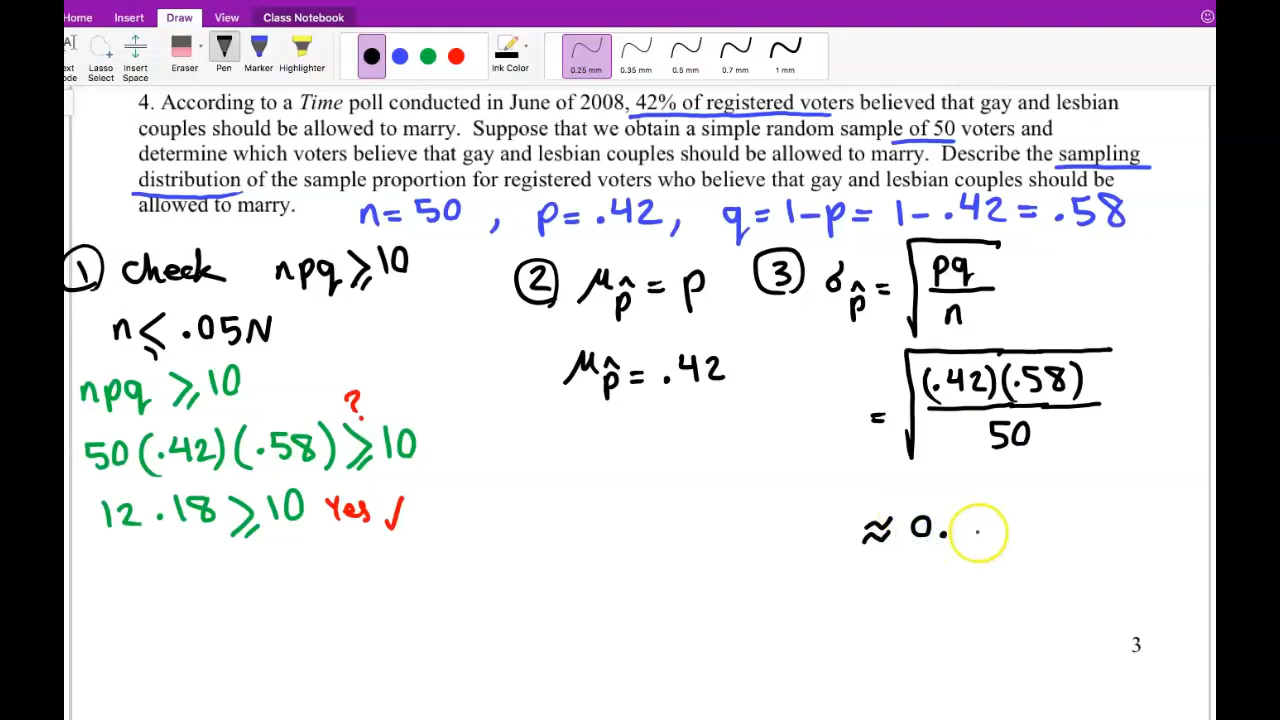 Home Insert Draw View Class Notebook
Lasso Select
Insert Space
Eraser
Pen
Marker
Highlighter
Ink Color
0.25 mm
0.35 mm
0.5 mm
0.7 mm
1 mm
4. According to a Time poll conducted in June of 2008, 42% of registered voters believed that gay and lesbian
couples should be allowed to marry. Suppose that we obtain a simple random sample of 50 voters and
determine which voters believe that gay and lesbian couples should be allowed to marry. Describe the sampling
distribution of the sample proportion for registered voters who believe that gay and lesbian couples should be
allowed to marry.
n = 50 , p = .42, q = 1-p = 1 - .42 = .58
① check npq ⩾ 10
n ⩽ .05N
npq ⩾ 10
50(.42)(.58) ⩾ 10 ?
12.18 ⩾ 10 Yes ✓
② μp̂ = p
μp̂ = .42
③ σp̂ = √(pq/n)
= √((.42)(.58)/50)
≈ 0.
3